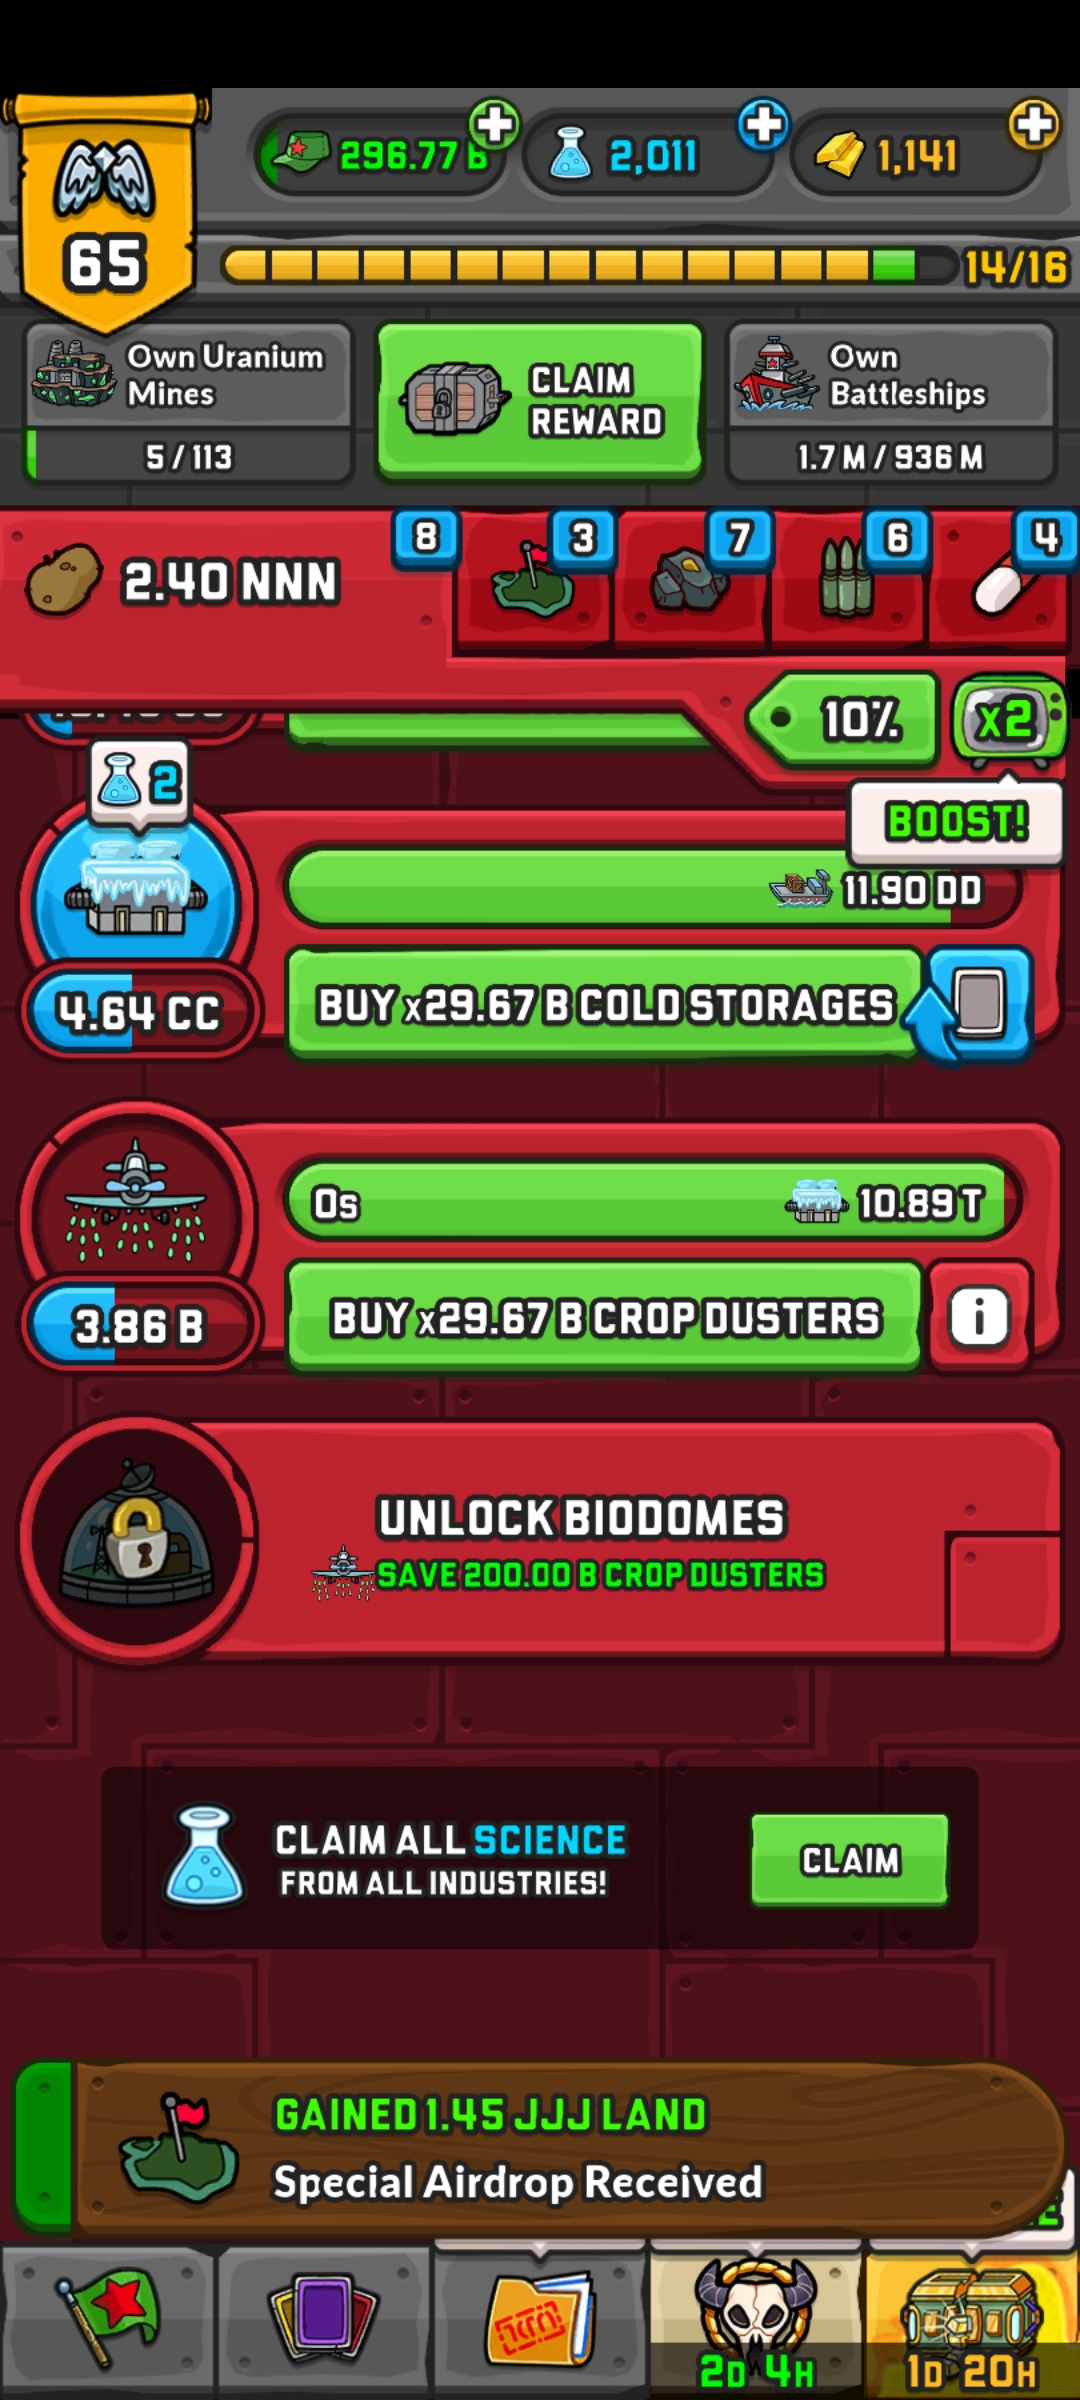 296.77 B
2,011
1,141
65
14/16
Own Uranium
Mines
5 / 113
CLAIM
REWARD
Own
Battleships
1.7 M / 936 M
2.40 NNN
8
3
7
6
4
10%
x2
BOOST!
2
11.90 DD
4.64 CC
BUY x29.67 B COLD STORAGES
0s
10.89 T
3.86 B
BUY x29.67 B CROP DUSTERS
i
UNLOCK BIODOMES
SAVE 200.00 B CROP DUSTERS
CLAIM ALL SCIENCE
FROM ALL INDUSTRIES!
CLAIM
GAINED 1.45 JJJ LAND
Special Airdrop Received
2D 4H
1D 20H